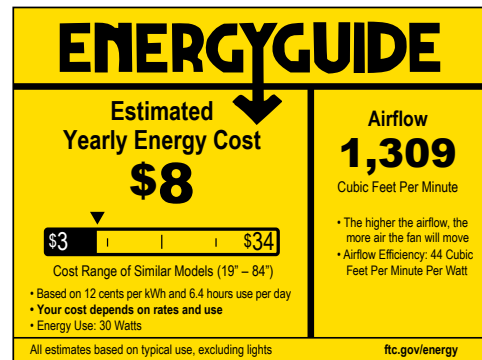 ENERGYGUIDE
Estimated
Yearly Energy Cost
$8
$3 $34
Cost Range of Similar Models (19” – 84”)
• Based on 12 cents per kWh and 6.4 hours use per day
• Your cost depends on rates and use
• Energy Use: 30 Watts
Airflow
1,309
Cubic Feet Per Minute
• The higher the airflow, the
more air the fan will move
• Airflow Efficiency: 44 Cubic
Feet Per Minute Per Watt
All estimates based on typical use, excluding lights
ftc.gov/energy